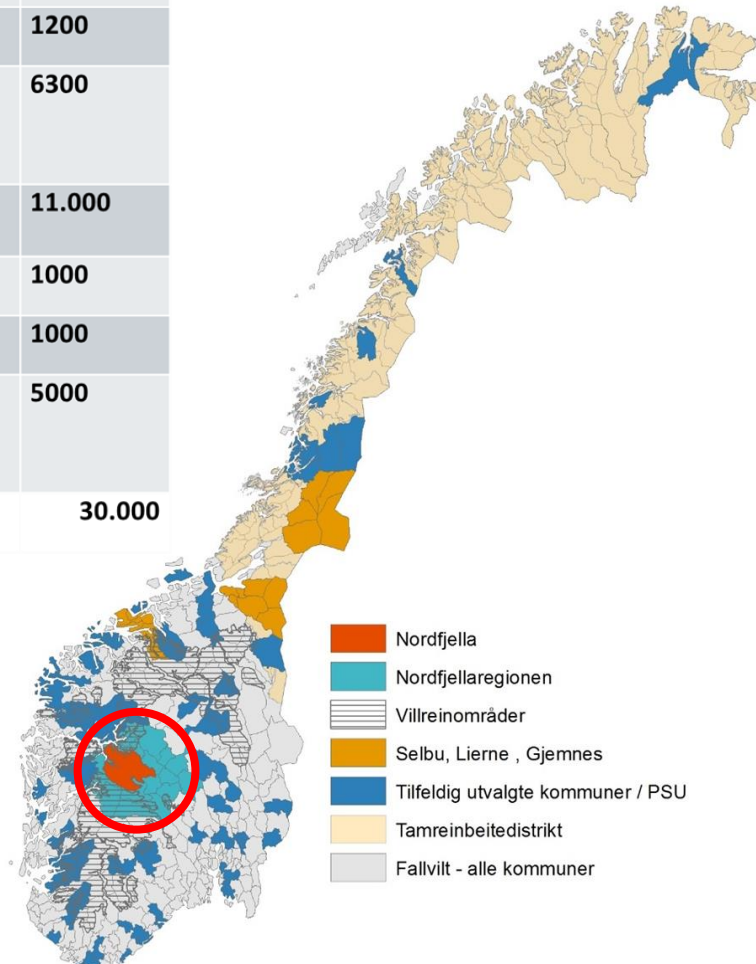 1200
6300
11.000
1000
1000
5000
30.000
Nordfjella
Nordfjellaregionen
Villreinområder
Selbu, Lierne , Gjemnes
Tilfeldig utvalgte kommuner / PSU
Tamreinbeitedistrikt
Fallvilt - alle kommuner